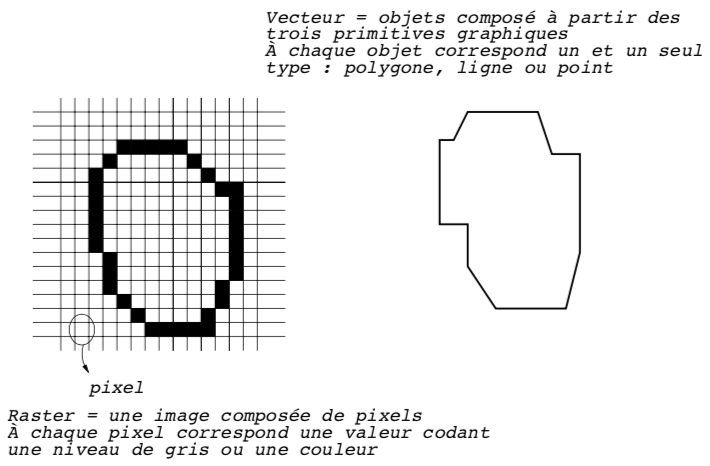 Vecteur = objets composé à partir des
trois primitives graphiques
À chaque objet correspond un et un seul
type : polygone, ligne ou point
pixel
Raster = une image composée de pixels
À chaque pixel correspond une valeur codant
une niveau de gris ou une couleur